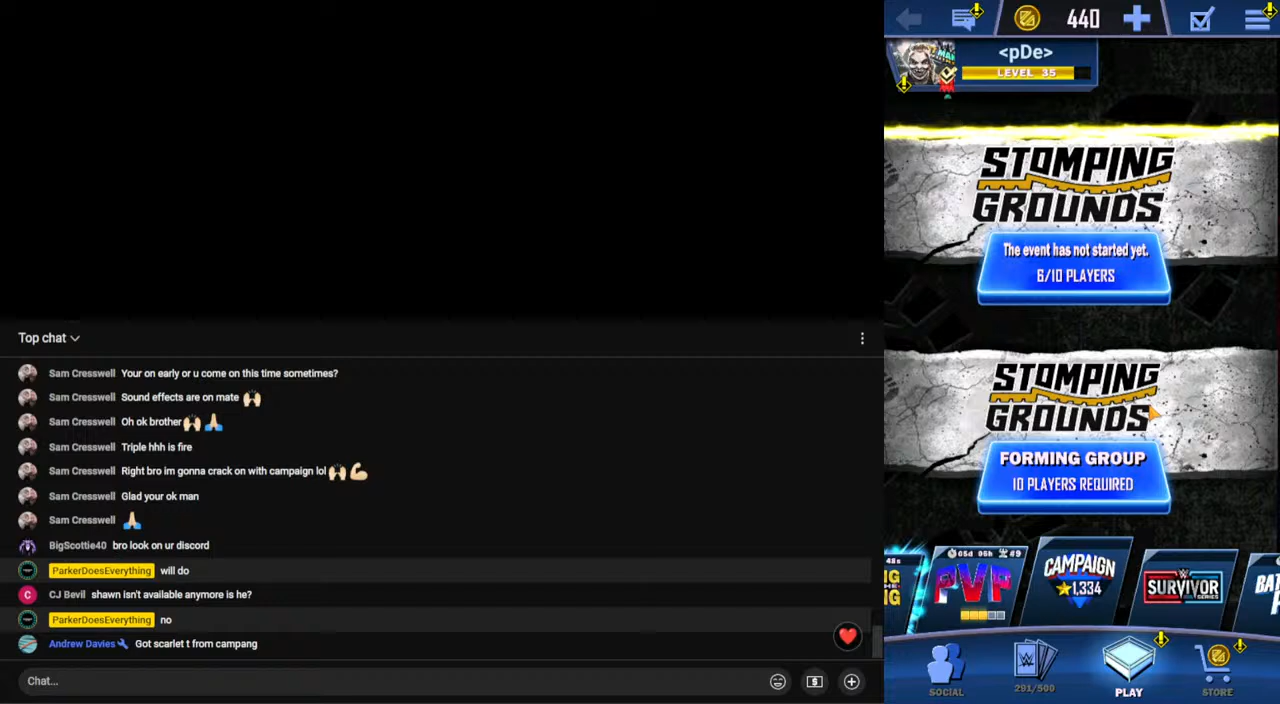 Top chat
Sam Cresswell Your on early or u come on this time sometimes?
Sam Cresswell Sound effects are on mate
Sam Cresswell Oh ok brother
Sam Cresswell Triple hhh is fire
Sam Cresswell Right bro im gonna crack on with campaign lol
Sam Cresswell Glad your ok man
Sam Cresswell
BigScottie40 bro look on ur discord
ParkerDoesEverything will do
CJ Bevil shawn isn't available anymore is he?
ParkerDoesEverything no
Andrew Davies Got scarlet t from campang
Chat...
440
<pDe>
LEVEL 35
STOMPING
GROUNDS
The event has not started yet.
6/10 PLAYERS
STOMPING
GROUNDS
FORMING GROUP
10 PLAYERS REQUIRED
05d 05h 89
PVP
CAMPAIGN
1,334
SURVIVOR
SERIES
SOCIAL
291/500
PLAY
STORE